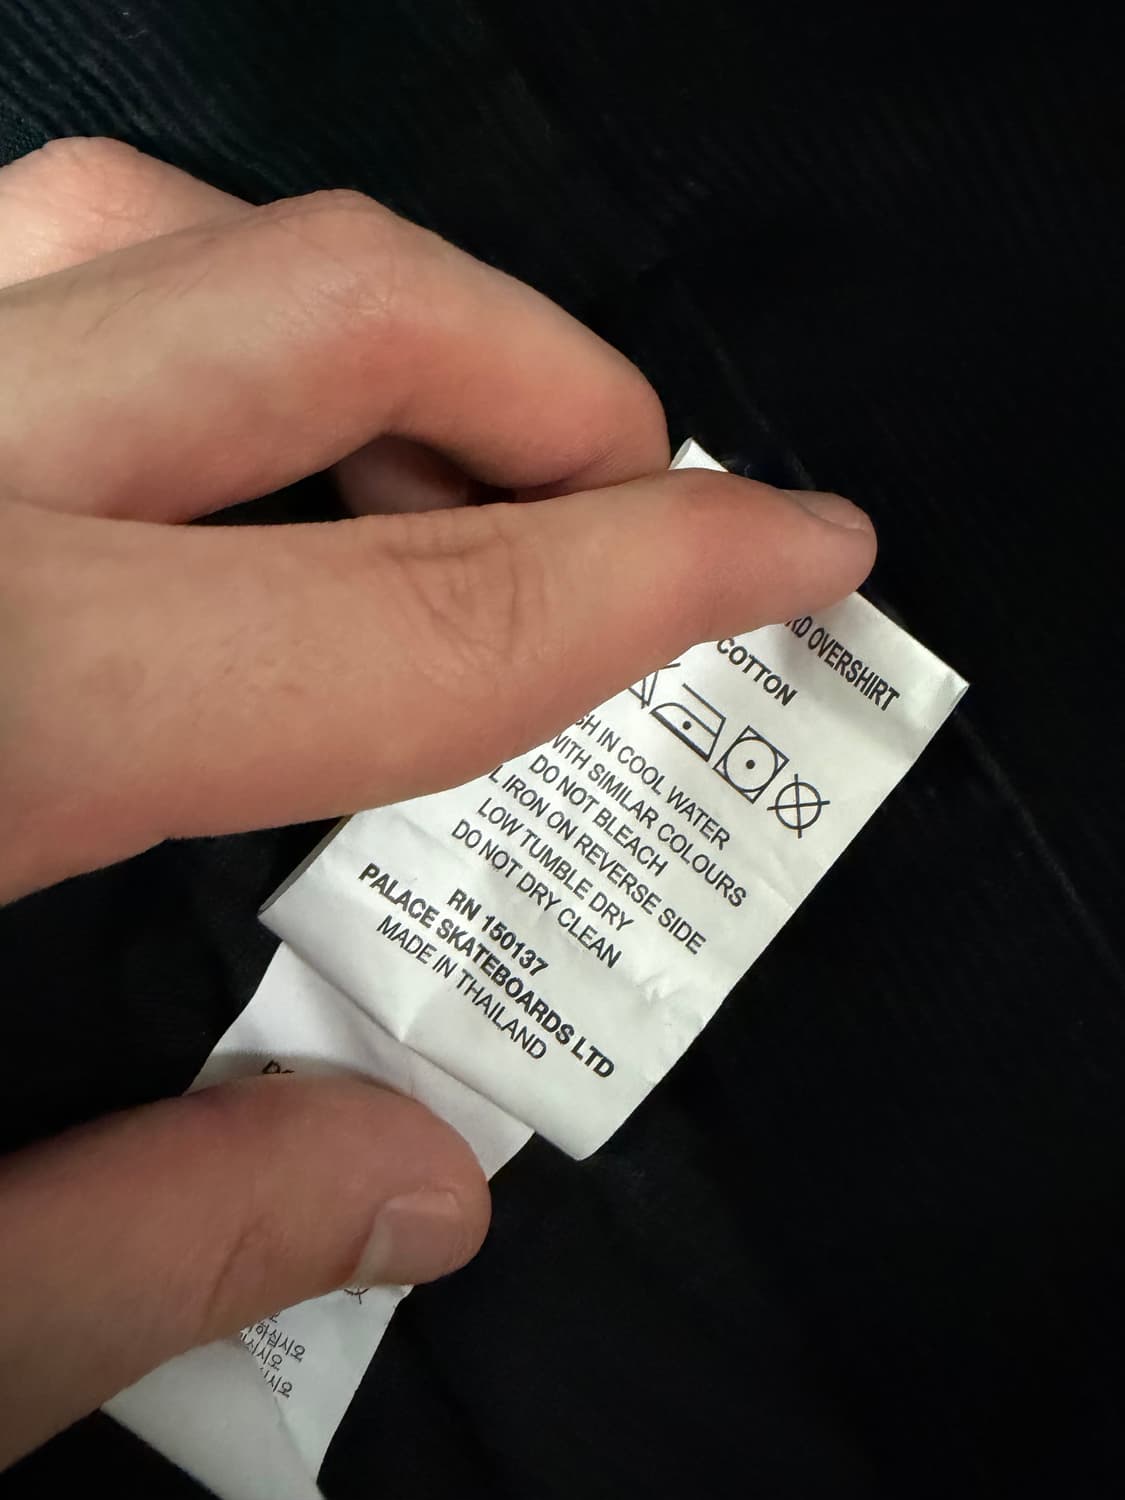 OVERSHIRT
COTTON
IN COOL WATER
WITH SIMILAR COLOURS
DO NOT BLEACH
IRON ON REVERSE SIDE
LOW TUMBLE DRY
DO NOT DRY CLEAN
RN 150137
PALACE SKATEBOARDS LTD
MADE IN THAILAND